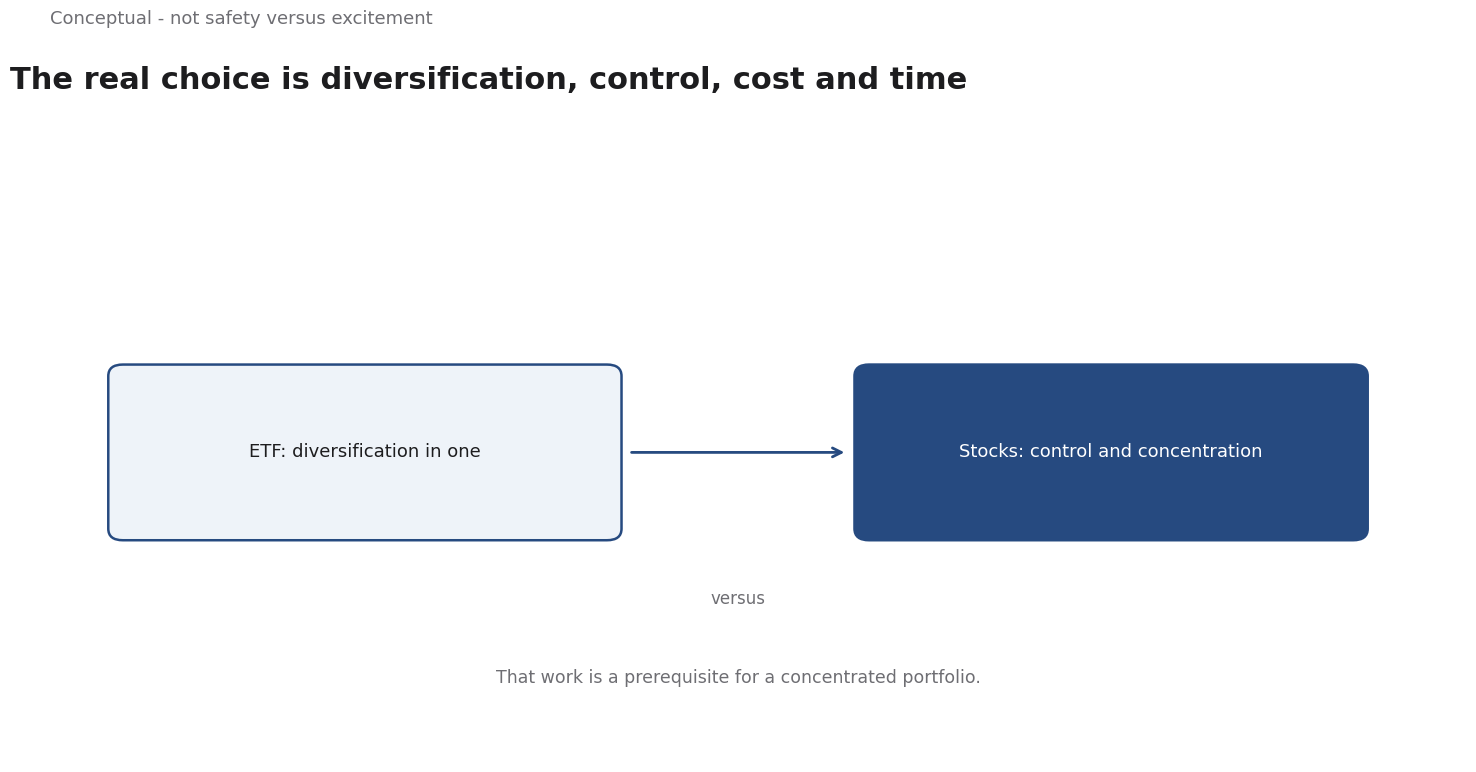 Conceptual - not safety versus excitement
The real choice is diversification, control, cost and time
ETF: diversification in one
Stocks: control and concentration
versus
That work is a prerequisite for a concentrated portfolio.